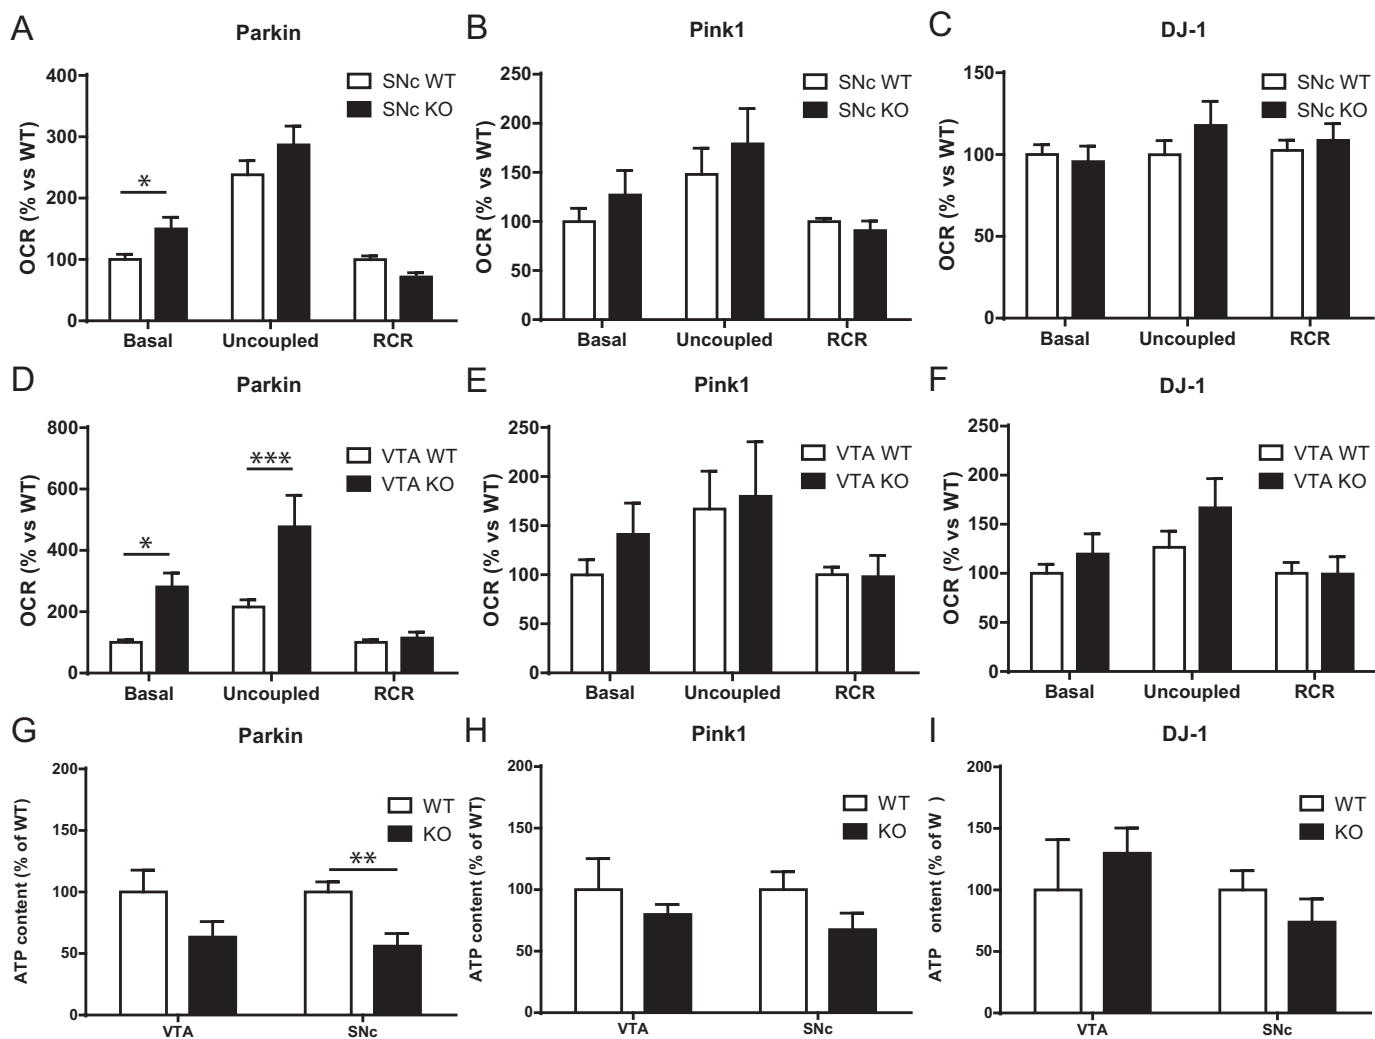 A
Parkin
OCR (% vs WT)
400
300
200
100
0
SNc WT
SNc KO
*
Basal
Uncoupled
RCR
B
Pink1
OCR (% vs WT)
250
200
150
100
50
0
SNc WT
SNc KO
Basal
Uncoupled
RCR
C
DJ-1
OCR (% vs WT)
150
100
50
0
SNc WT
SNc KO
Basal
Uncoupled
RCR
D
Parkin
OCR (% vs WT)
800
600
400
200
0
VTA WT
VTA KO
*
***
Basal
Uncoupled
RCR
E
Pink1
OCR (% vs WT)
250
200
150
100
50
0
VTA WT
VTA KO
Basal
Uncoupled
RCR
F
DJ-1
OCR (% vs WT)
250
200
150
100
50
0
VTA WT
VTA KO
Basal
Uncoupled
RCR
G
Parkin
ATP content (% of WT)
200
150
100
50
0
WT
KO
**
VTA
SNc
H
Pink1
ATP content (% of WT)
200
150
100
50
0
WT
KO
VTA
SNc
I
DJ-1
ATP ontent (% of W )
200
150
100
50
0
WT
KO
VTA
SNc